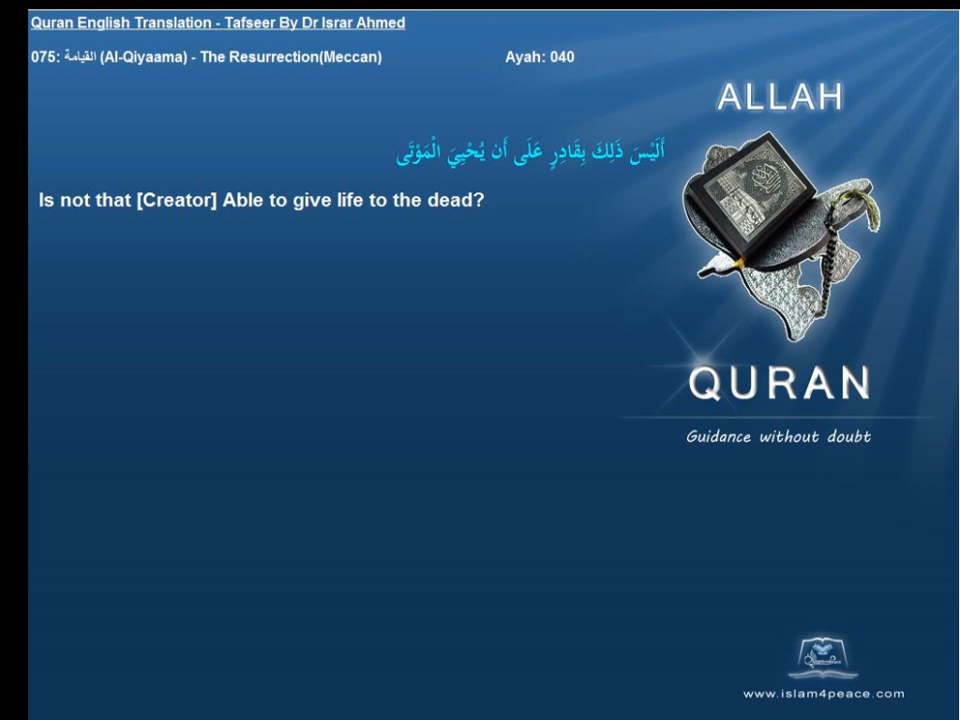 Quran English Translation - Tafseer By Dr Israr Ahmed
075: القيامة (Al-Qiyaama) - The Resurrection(Meccan) Ayah: 040
ALLAH
أَلَيْسَ ذَلِكَ بِقَادِرٍ عَلَى أَن يُحْيِيَ الْمَوْتَى
Is not that [Creator] Able to give life to the dead?
QURAN
Guidance without doubt
www.islam4peace.com